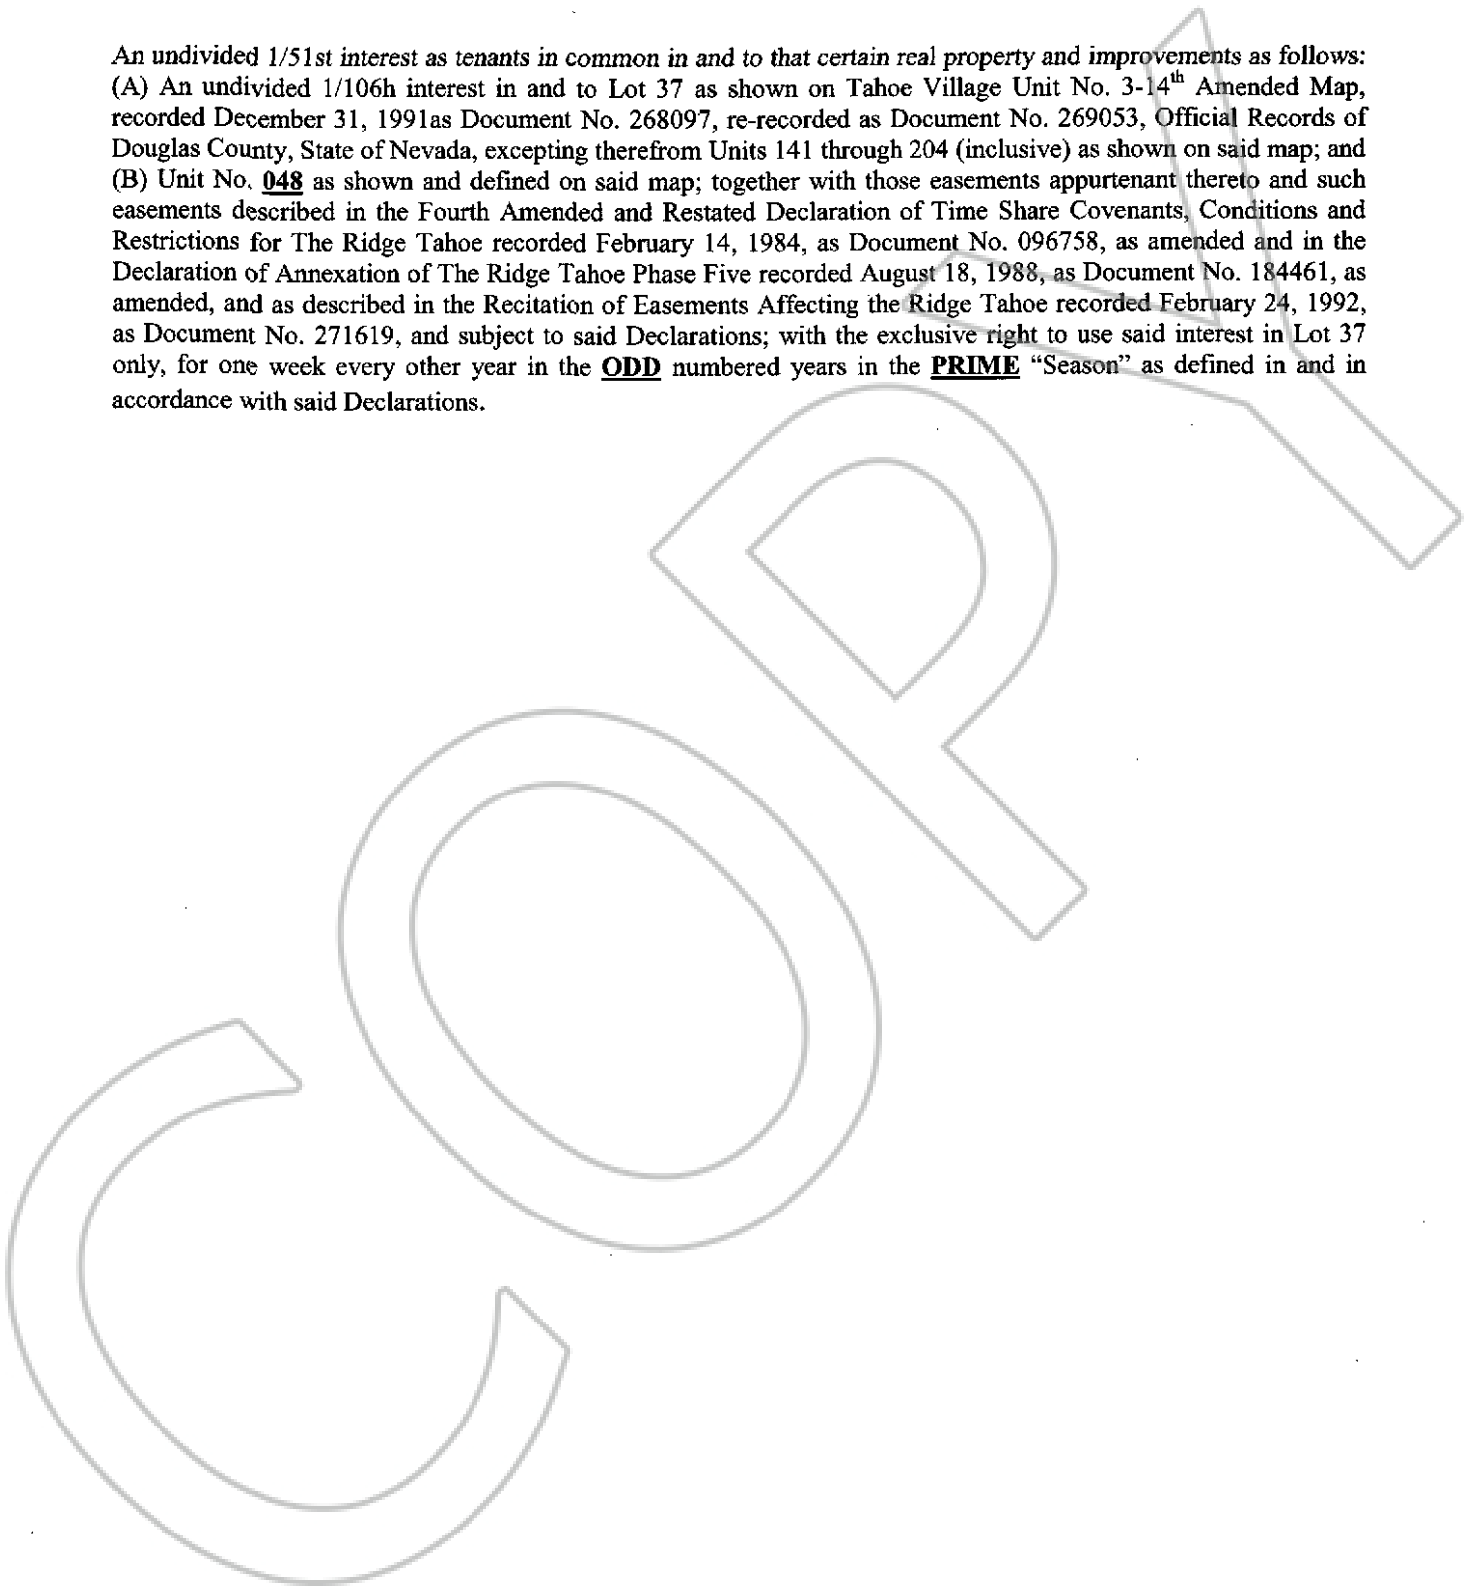 An undivided 1/51st interest as tenants in common in and to that certain real property and improvements as follows:
(A) An undivided 1/106h interest in and to Lot 37 as shown on Tahoe Village Unit No. 3-14th Amended Map,
recorded December 31, 1991as Document No. 268097, re-recorded as Document No. 269053, Official Records of
Douglas County, State of Nevada, excepting therefrom Units 141 through 204 (inclusive) as shown on said map; and
(B) Unit No. 048 as shown and defined on said map; together with those easements appurtenant thereto and such
easements described in the Fourth Amended and Restated Declaration of Time Share Covenants, Conditions and
Restrictions for The Ridge Tahoe recorded February 14, 1984, as Document No. 096758, as amended and in the
Declaration of Annexation of The Ridge Tahoe Phase Five recorded August 18, 1988, as Document No. 184461, as
amended, and as described in the Recitation of Easements Affecting the Ridge Tahoe recorded February 24, 1992,
as Document No. 271619, and subject to said Declarations; with the exclusive right to use said interest in Lot 37
only, for one week every other year in the ODD numbered years in the PRIME “Season” as defined in and in
accordance with said Declarations.
COPY